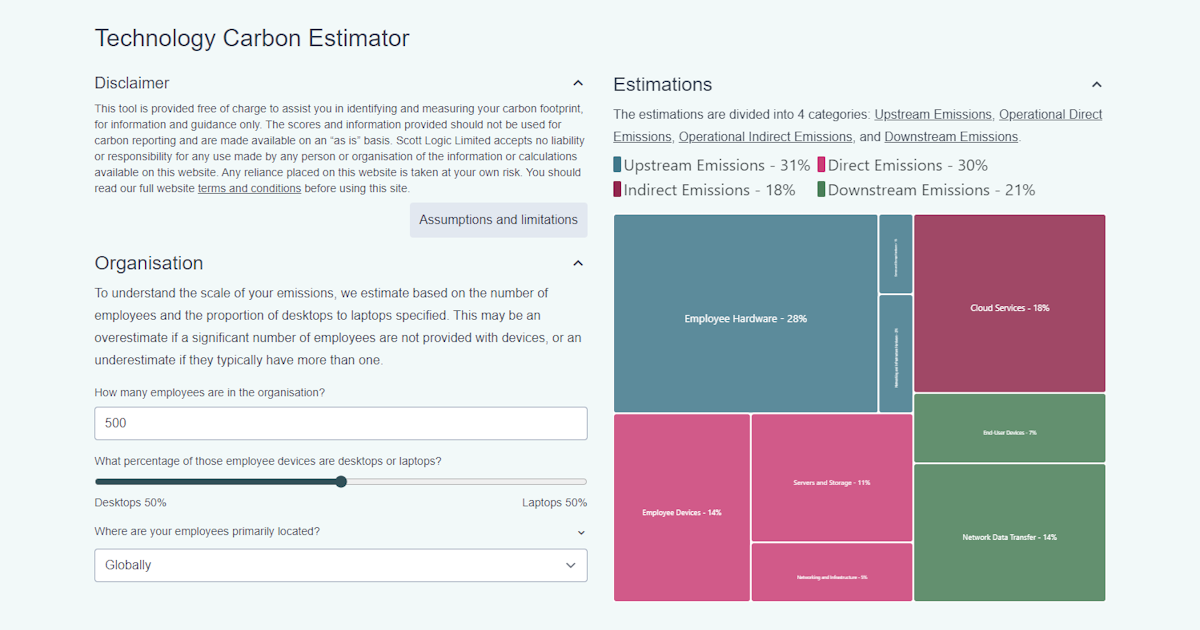 Technology Carbon Estimator
Disclaimer
This tool is provided free of charge to assist you in identifying and measuring your carbon footprint,
for information and guidance only. The scores and information provided should not be used for
carbon reporting and are made available on an “as is” basis. Scott Logic Limited accepts no liability
or responsibility for any use made by any person or organisation of the information or calculations
available on this website. Any reliance placed on this website is taken at your own risk. You should
read our full website terms and conditions before using this site.
Assumptions and limitations
Organisation
To understand the scale of your emissions, we estimate based on the number of
employees and the proportion of desktops to laptops specified. This may be an
overestimate if a significant number of employees are not provided with devices, or an
underestimate if they typically have more than one.
How many employees are in the organisation?
500
What percentage of those employee devices are desktops or laptops?
Desktops 50%
Laptops 50%
Where are your employees primarily located?
Globally
Estimations
The estimations are divided into 4 categories: Upstream Emissions, Operational Direct
Emissions, Operational Indirect Emissions, and Downstream Emissions.
Upstream Emissions - 31%
Direct Emissions - 30%
Indirect Emissions - 18%
Downstream Emissions - 21%
Employee Hardware - 28%
Cloud Services - 18%
End-User Devices - 7%
Employee Devices - 14%
Servers and Storage - 11%
Networking and Infrastructure - 5%
Network Data Transfer - 14%